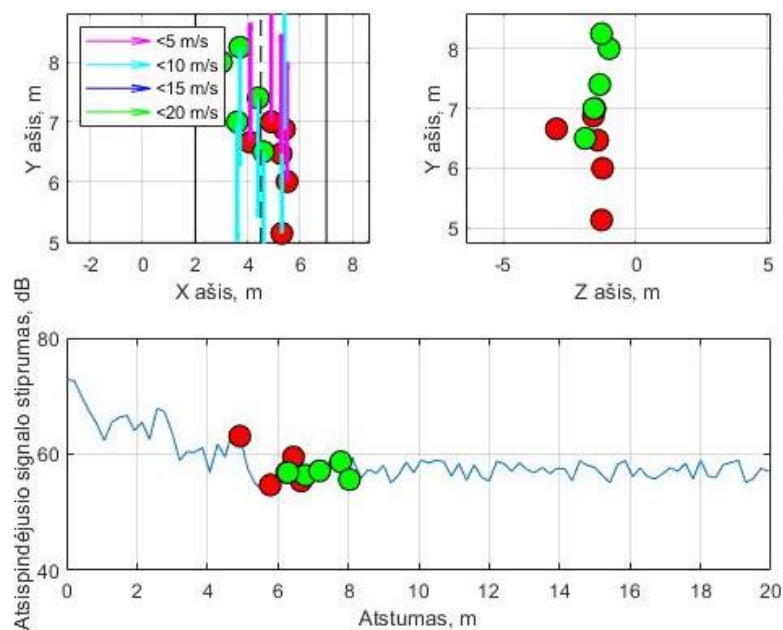 <5 m/s
<10 m/s
<15 m/s
<20 m/s
Y ašis, m
8
7
6
5
-2 0 2 4 6 8
X ašis, m
Y ašis, m
8
7
6
5
-5 0 5
Z ašis, m
Atsispindėjusio signalo stiprumas, dB
80
60
40
0 2 4 6 8 10 12 14 16 18 20
Atstumas, m